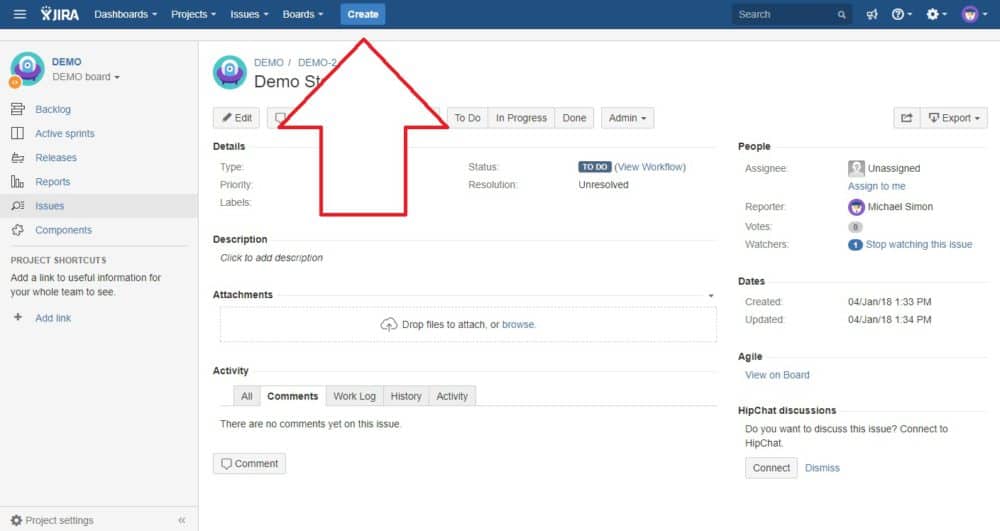 JIRA Dashboards Projects Issues Boards Create Search
DEMO
DEMO board
Backlog
Active sprints
Releases
Reports
Issues
Components
PROJECT SHORTCUTS
Add a link to useful information for
your whole team to see.
+ Add link
Project settings «
DEMO / DEMO-2
Demo
Edit To Do In Progress Done Admin Export
Details
Type:
Priority:
Labels:
Status: TO DO (View Workflow)
Resolution: Unresolved
Description
Click to add description
Attachments
Drop files to attach, or browse.
Activity
All Comments Work Log History Activity
There are no comments yet on this issue.
Comment
People
Assignee: Unassigned
Assign to me
Reporter: Michael Simon
Votes: 0
Watchers: 1 Stop watching this issue
Dates
Created: 04/Jan/18 1:33 PM
Updated: 04/Jan/18 1:34 PM
Agile
View on Board
HipChat discussions
Do you want to discuss this issue? Connect to
HipChat.
Connect Dismiss